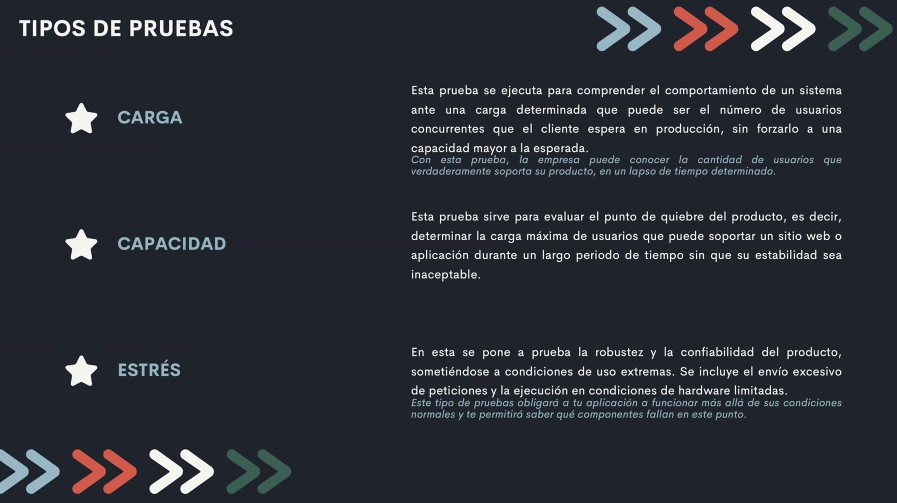 TIPOS DE PRUEBAS
CARGA
Esta prueba se ejecuta para comprender el comportamiento de un sistema
ante una carga determinada que puede ser el número de usuarios
concurrentes que el cliente espera en producción, sin forzarlo a una
capacidad mayor a la esperada.
Con esta prueba, la empresa puede conocer la cantidad de usuarios que
verdaderamente soporta su producto, en un lapso de tiempo determinado.
CAPACIDAD
Esta prueba sirve para evaluar el punto de quiebre del producto, es decir,
determinar la carga máxima de usuarios que puede soportar un sitio web o
aplicación durante un largo periodo de tiempo sin que su estabilidad sea
inaceptable.
ESTRÉS
En esta se pone a prueba la robustez y la confiabilidad del producto,
sometiéndose a condiciones de uso extremas. Se incluye el envío excesivo
de peticiones y la ejecución en condiciones de hardware limitadas.
Este tipo de pruebas obligará a tu aplicación a funcionar más allá de sus condiciones
normales y te permitirá saber qué componentes fallan en este punto.